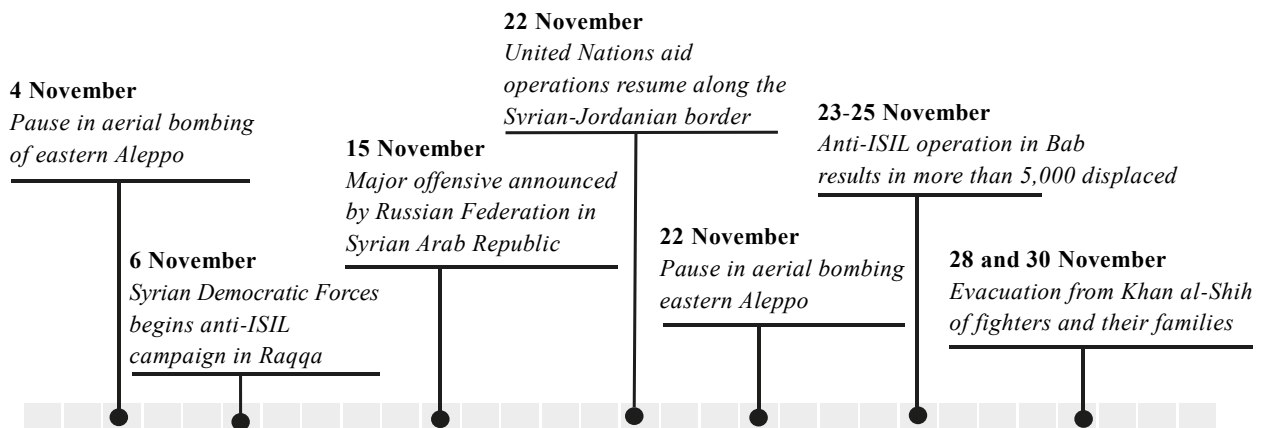 4 November
Pause in aerial bombing
of eastern Aleppo
6 November
Syrian Democratic Forces
begins anti-ISIL
campaign in Raqqa
15 November
Major offensive announced
by Russian Federation in
Syrian Arab Republic
22 November
United Nations aid
operations resume along the
Syrian-Jordanian border
22 November
Pause in aerial bombing
eastern Aleppo
23-25 November
Anti-ISIL operation in Bab
results in more than 5,000 displaced
28 and 30 November
Evacuation from Khan al-Shih
of fighters and their families